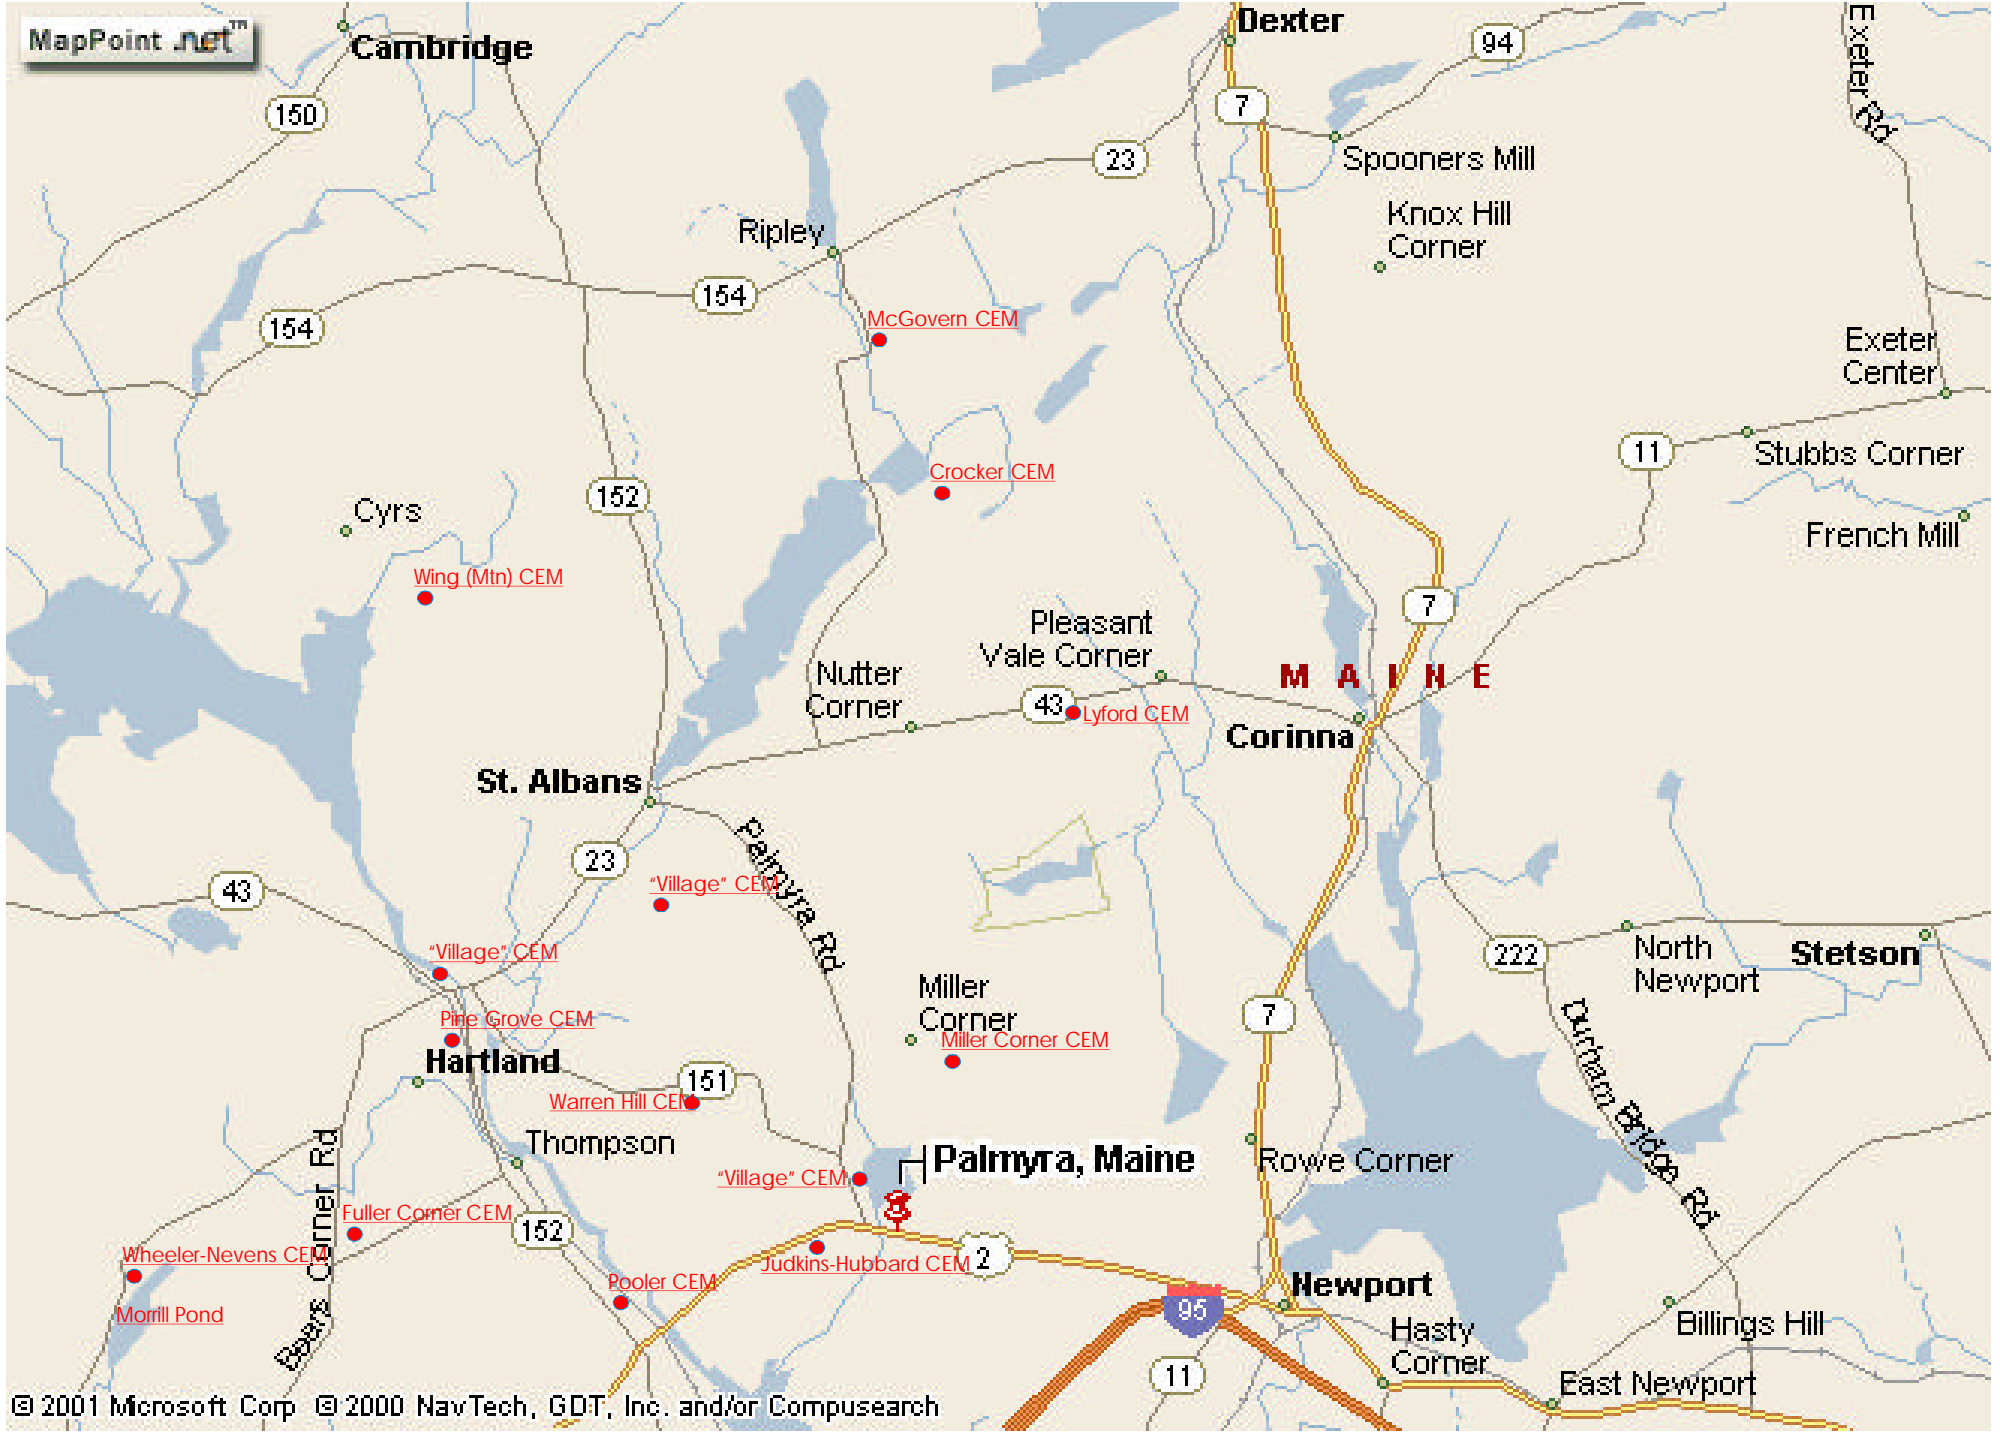 MapPoint .net™
Cambridge
Dexter
94
Exeter Rd
150
7
23
Spooners Mill
Knox Hill
Corner
Ripley
154
154
McGovern CEM
Exeter
Center
11
Stubbs Corner
Crocker CEM
152
Cyrs
French Mill
Wing (Mtn) CEM
7
Pleasant
Vale Corner
Nutter
Corner
MAINE
43
Lyford CEM
Corinna
St. Albans
Palmyra Rd
23
"Village" CEM
43
"Village" CEM
222
North
Newport
Stetson
Miller
Corner
7
Pine Grove CEM
Miller Corner CEM
Durham Bridge Rd
Hartland
151
Warren Hill CEM
Thompson
Palmyra, Maine
Rowe Corner
"Village" CEM
Bears Corner Rd
Fuller Corner CEM
152
Wheeler-Nevens CEM
2
Judkins-Hubbard CEM
Pooler CEM
Newport
95
Morrill Pond
Billings Hill
Hasty
Corner
11
East Newport
© 2001 Microsoft Corp © 2000 NavTech, GDT, Inc. and/or Compusearch